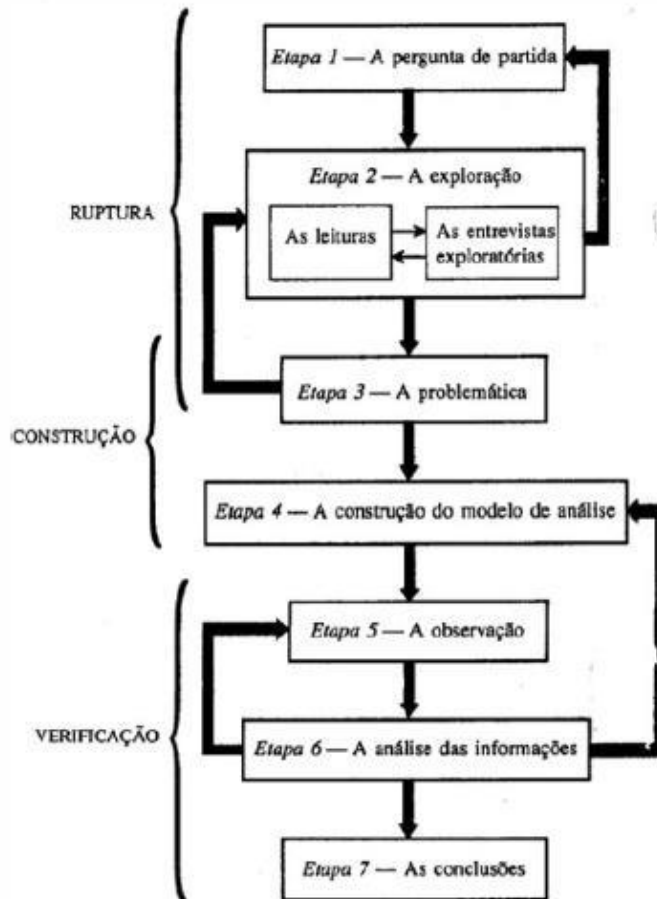 Etapa 1 — A pergunta de partida
Etapa 2 — A exploração
RUPTURA
As leituras
As entrevistas
exploratórias
Etapa 3 — A problemática
CONSTRUÇÃO
Etapa 4 — A construção do modelo de análise
Etapa 5 — A observação
VERIFICAÇÃO
Etapa 6 — A análise das informações
Etapa 7 — As conclusões